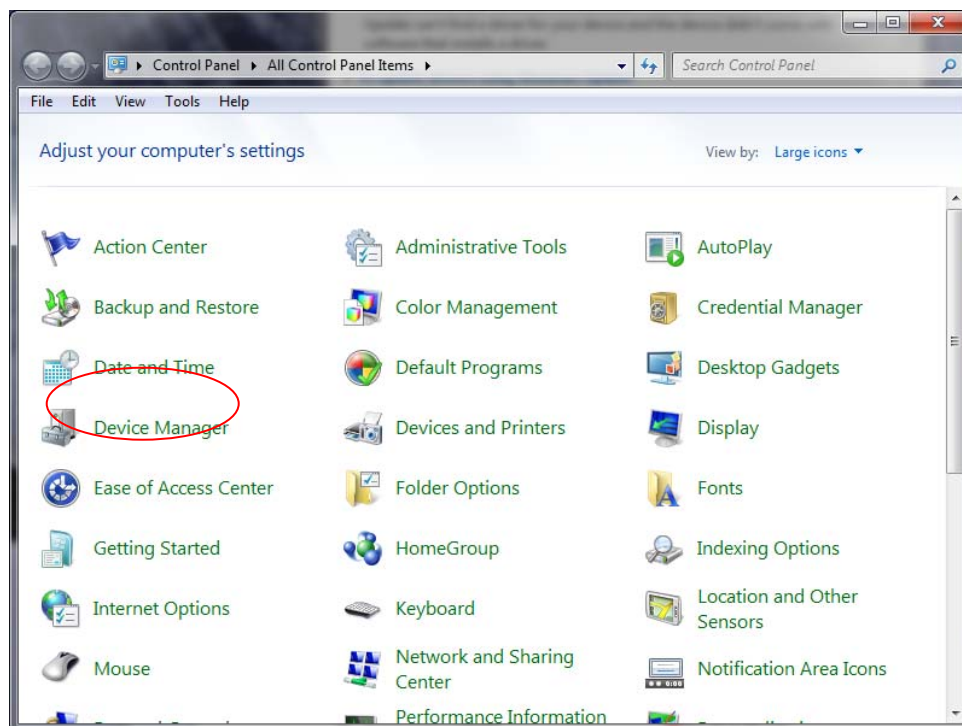 Control Panel ▸ All Control Panel Items ▸
Search Control Panel
File Edit View Tools Help
Adjust your computer's settings
View by: Large icons
Action Center
Administrative Tools
AutoPlay
Backup and Restore
Color Management
Credential Manager
Date and Time
Default Programs
Desktop Gadgets
Device Manager
Devices and Printers
Display
Ease of Access Center
Folder Options
Fonts
Getting Started
HomeGroup
Indexing Options
Internet Options
Keyboard
Location and Other
Sensors
Mouse
Network and Sharing
Center
Notification Area Icons
Performance Information